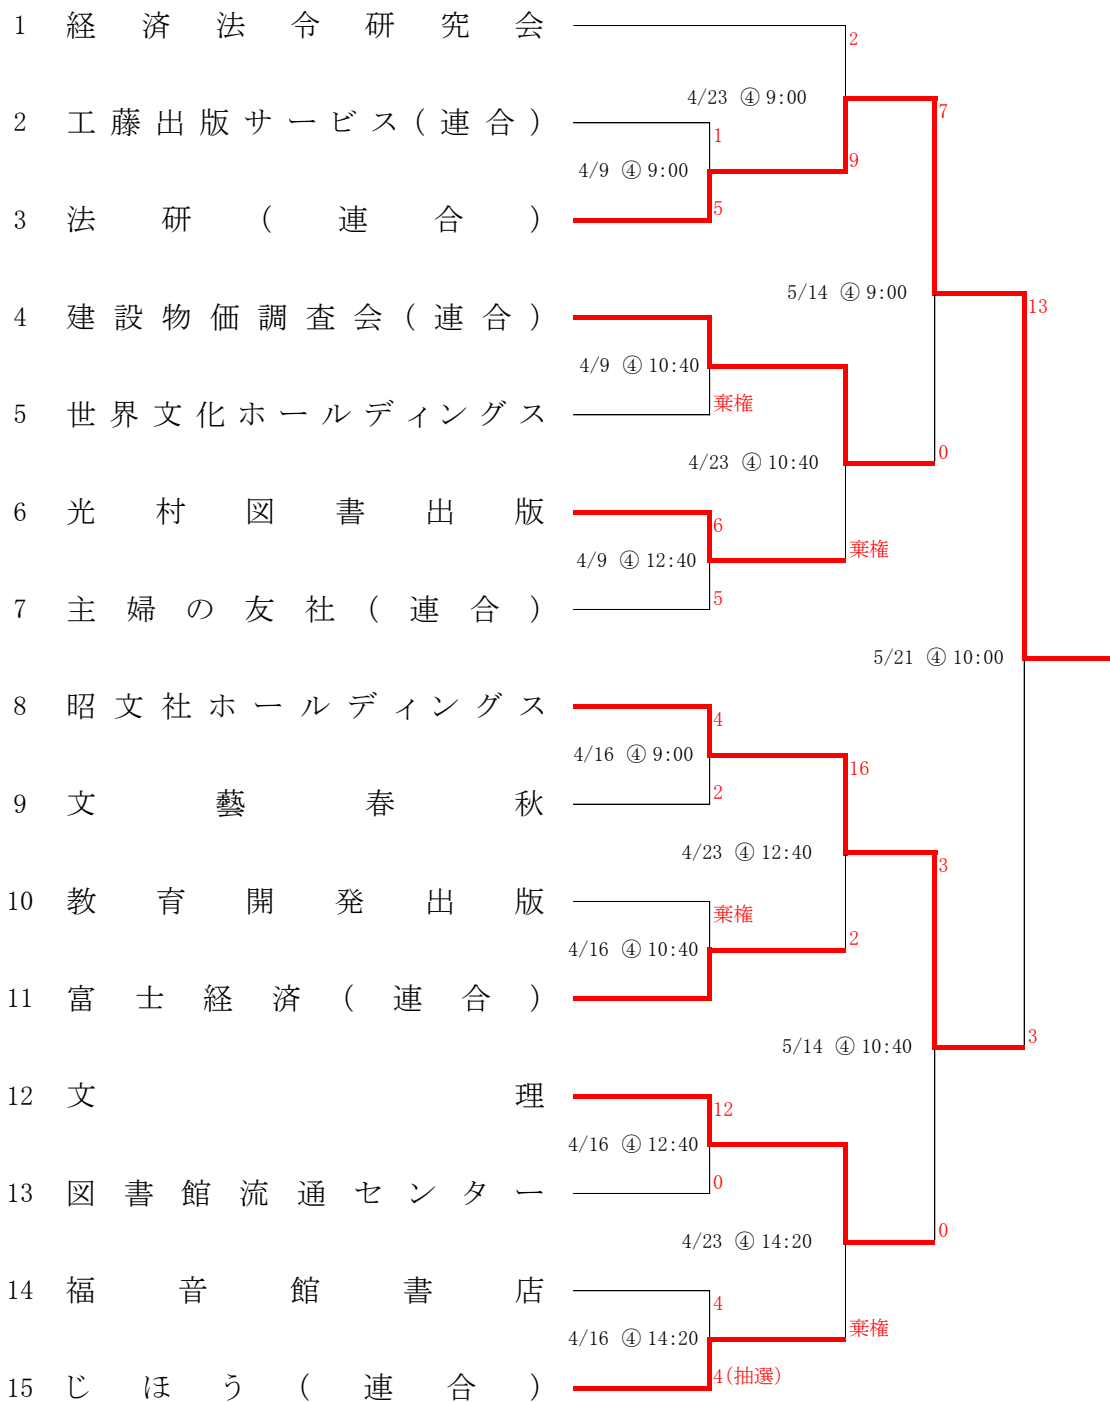 1 経済法令研究会
2
4/23 ④ 9:00
7
2 工藤出版サービス(連合)
1
9
4/9 ④ 9:00
5
3 法研(連合)
5/14 ④ 9:00
13
4 建設物価調査会(連合)
4/9 ④ 10:40
棄権
5 世界文化ホールディングス
0
4/23 ④ 10:40
6 光村図書出版
6
棄権
4/9 ④ 12:40
5
7 主婦の友社(連合)
5/21 ④ 10:00
8 昭文社ホールディングス
4
4/16 ④ 9:00
16
2
9 文藝春秋
4/23 ④ 12:40
3
10 教育開発出版
棄権
2
4/16 ④ 10:40
11 富士経済(連合)
3
5/14 ④ 10:40
12 文理
12
4/16 ④ 12:40
0
13 図書館流通センター
0
4/23 ④ 14:20
14 福音館書店
4
棄権
4/16 ④ 14:20
4(抽選)
15 じほう(連合)